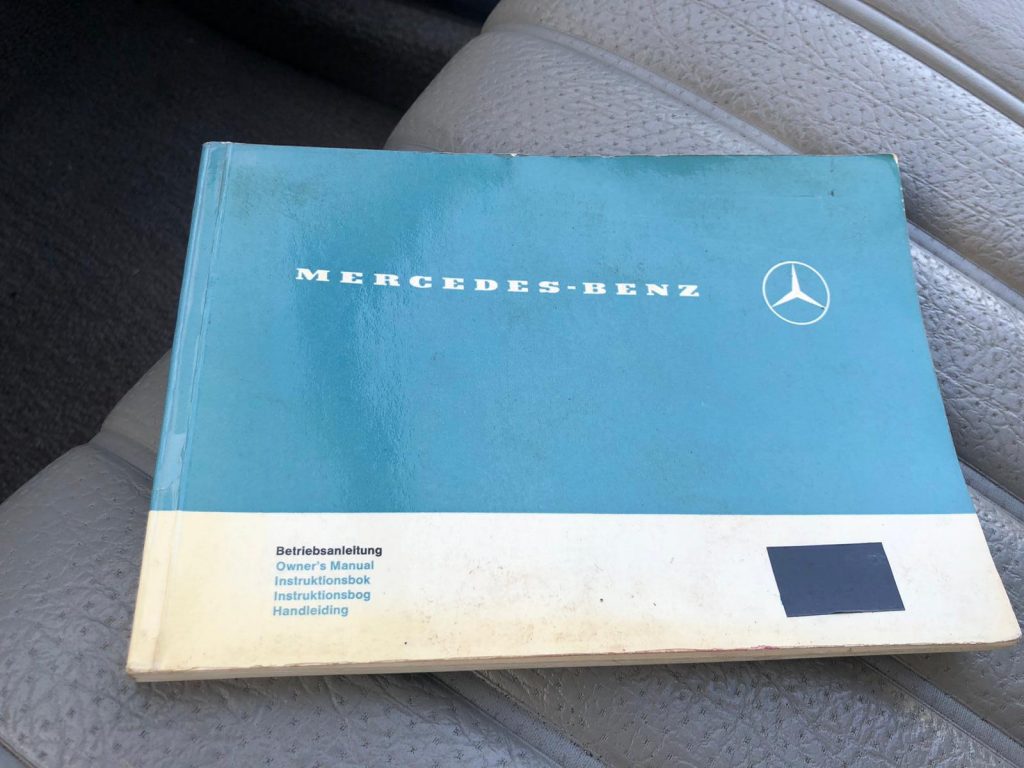 MERCEDES-BENZ
Betriebsanleitung
Owner's Manual
Instruktionsbok
Instruktionsbog
Handleiding